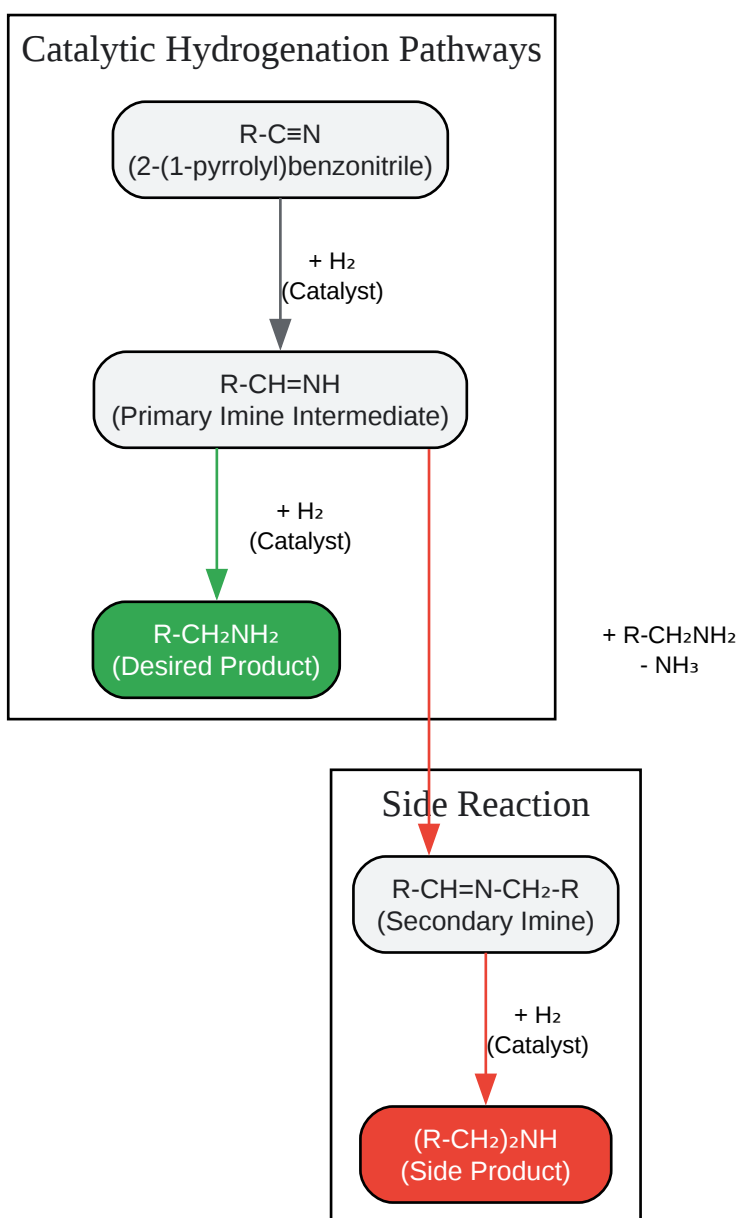 Catalytic Hydrogenation Pathways
R-C≡N
(2-(1-pyrrolyl)benzonitrile)
+ H₂
(Catalyst)
R-CH=NH
(Primary Imine Intermediate)
+ H₂
(Catalyst)
R-CH₂NH₂
(Desired Product)
+ R-CH₂NH₂
- NH₃
Side Reaction
R-CH=N-CH₂-R
(Secondary Imine)
+ H₂
(Catalyst)
(R-CH₂)₂NH
(Side Product)